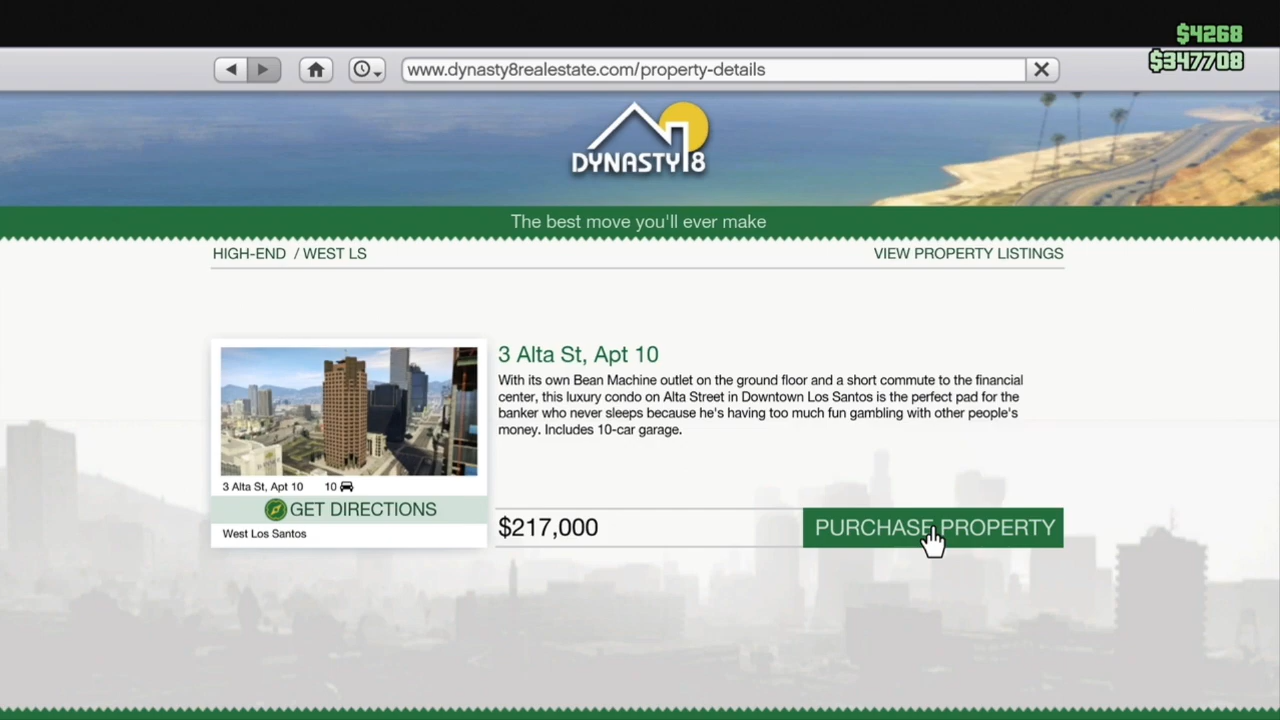 $4268
$347708
www.dynasty8realestate.com/property-details
DYNASTY8
The best move you'll ever make
HIGH-END / WEST LS
VIEW PROPERTY LISTINGS
3 Alta St, Apt 10
With its own Bean Machine outlet on the ground floor and a short commute to the financial
center, this luxury condo on Alta Street in Downtown Los Santos is the perfect pad for the
banker who never sleeps because he's having too much fun gambling with other people's
money. Includes 10-car garage.
3 Alta St, Apt 10 10
GET DIRECTIONS
West Los Santos
$217,000
PURCHASE PROPERTY